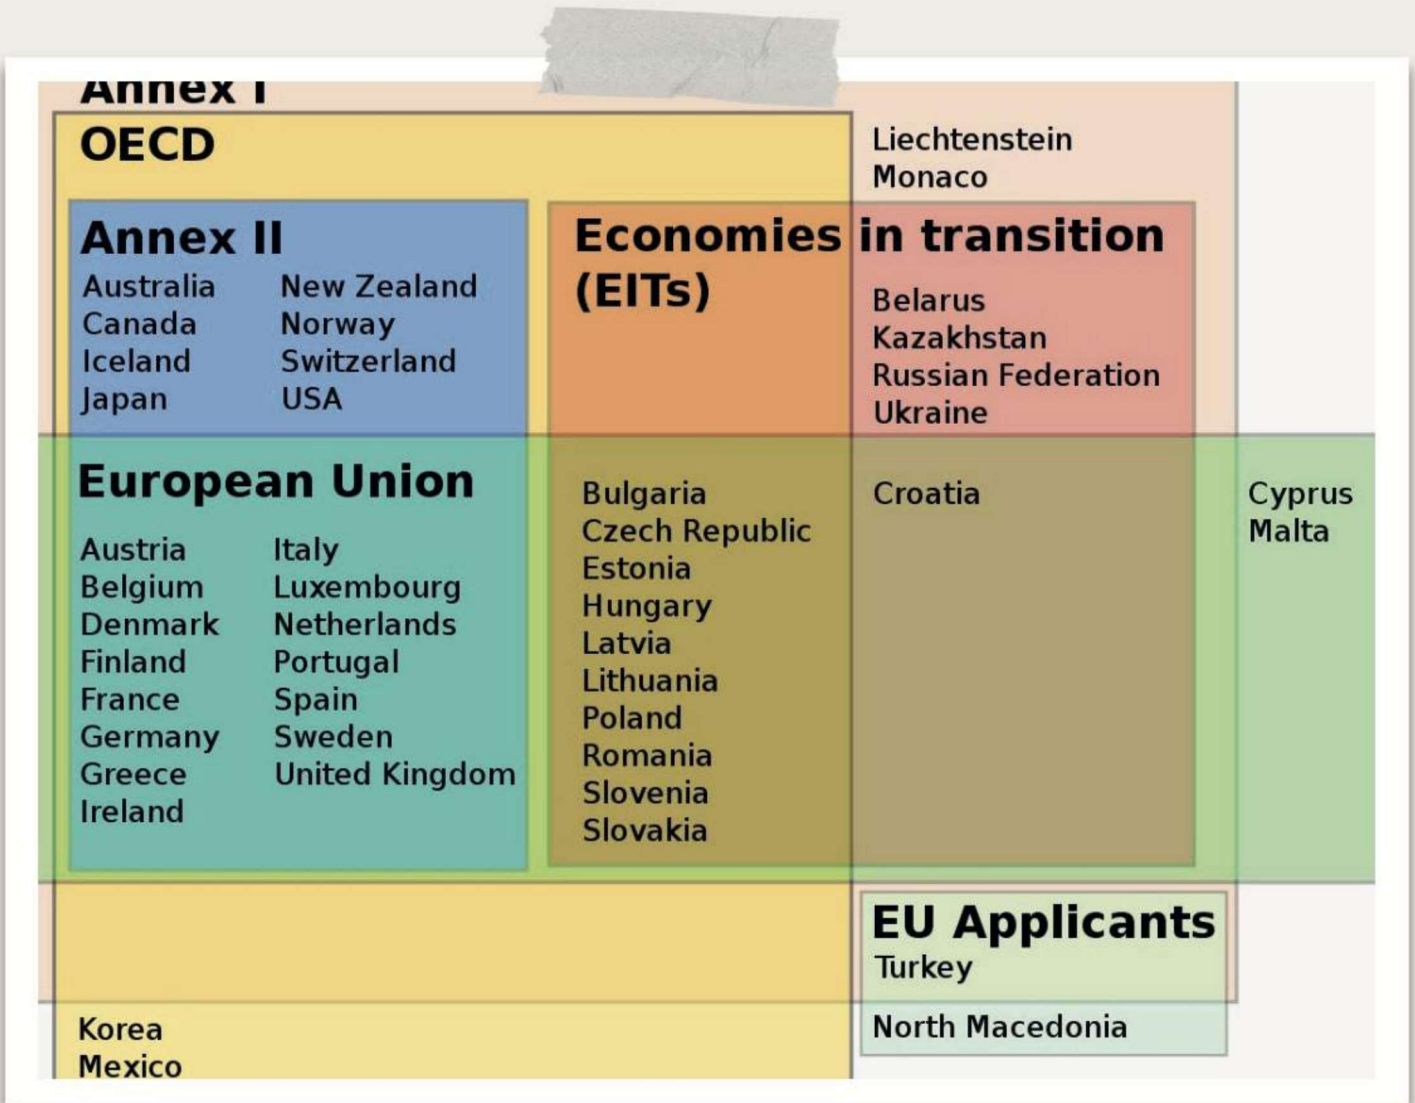 Annex I
OECD
Liechtenstein
Monaco
Annex II
Australia
Canada
Iceland
Japan
New Zealand
Norway
Switzerland
USA
Economies in transition
(EITs)
Belarus
Kazakhstan
Russian Federation
Ukraine
European Union
Austria
Belgium
Denmark
Finland
France
Germany
Greece
Ireland
Italy
Luxembourg
Netherlands
Portugal
Spain
Sweden
United Kingdom
Bulgaria
Czech Republic
Estonia
Hungary
Latvia
Lithuania
Poland
Romania
Slovenia
Slovakia
Croatia
Cyprus
Malta
EU Applicants
Turkey
North Macedonia
Korea
Mexico